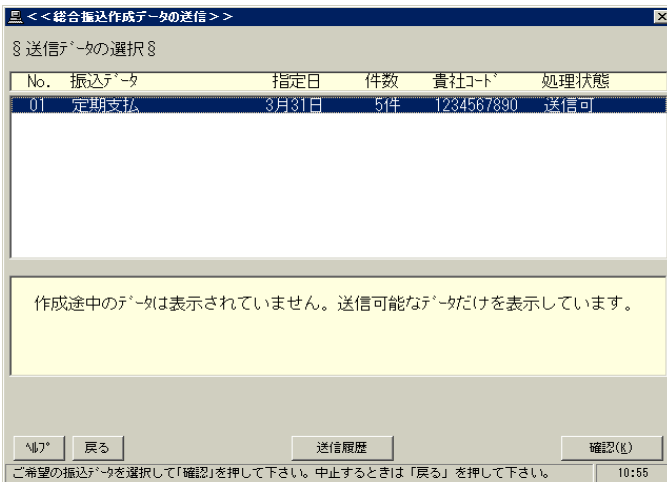 <<総合振込作成ﾃﾞｰﾀの送信>>
§送信ﾃﾞｰﾀの選択§
No. 振込ﾃﾞｰﾀ 指定日 件数 貴社ｺｰﾄﾞ 処理状態
01 定期支払 3月31日 5件 1234567890 送信可
作成途中のﾃﾞｰﾀは表示されていません。送信可能なﾃﾞｰﾀだけを表示しています。
ﾍﾙﾌﾟ 戻る 送信履歴 確認(K)
ご希望の振込ﾃﾞｰﾀを選択して｢確認｣を押して下さい。中止するときは「戻る」を押して下さい。 10:55